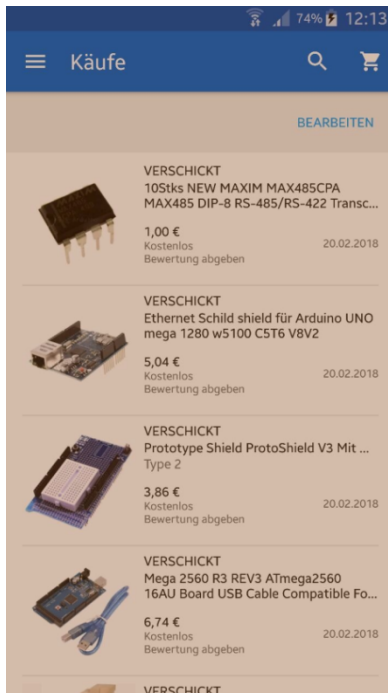 74% 12:13
Käufe
BEARBEITEN
VERSCHICKT
10Stks NEW MAXIM MAX485CPA
MAX485 DIP-8 RS-485/RS-422 Transc...
1,00 €
Kostenlos
20.02.2018
Bewertung abgeben
VERSCHICKT
Ethernet Schild shield für Arduino UNO
mega 1280 w5100 C5T6 V8V2
5,04 €
Kostenlos
20.02.2018
Bewertung abgeben
VERSCHICKT
Prototype Shield ProtoShield V3 Mit ...
Type 2
3,86 €
Kostenlos
20.02.2018
Bewertung abgeben
VERSCHICKT
Mega 2560 R3 REV3 ATmega2560
16AU Board USB Cable Compatible Fo...
6,74 €
Kostenlos
20.02.2018
Bewertung abgeben
VERSCHICKT